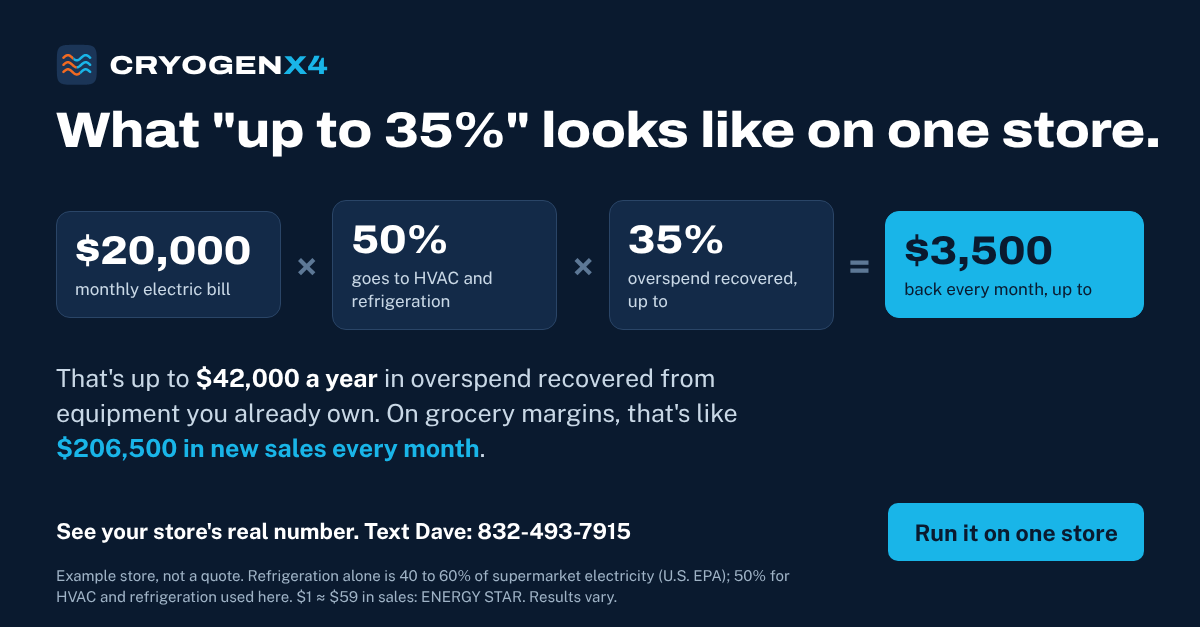 CRYOGENX4
What "up to 35%" looks like on one store.
$20,000
monthly electric bill
×
50%
goes to HVAC and
refrigeration
×
35%
overspend recovered,
up to
=
$3,500
back every month, up to
That's up to $42,000 a year in overspend recovered from
equipment you already own. On grocery margins, that's like
$206,500 in new sales every month.
See your store's real number. Text Dave: 832-493-7915
Run it on one store
Example store, not a quote. Refrigeration alone is 40 to 60% of supermarket electricity (U.S. EPA); 50% for
HVAC and refrigeration used here. $1 ≈ $59 in sales: ENERGY STAR. Results vary.